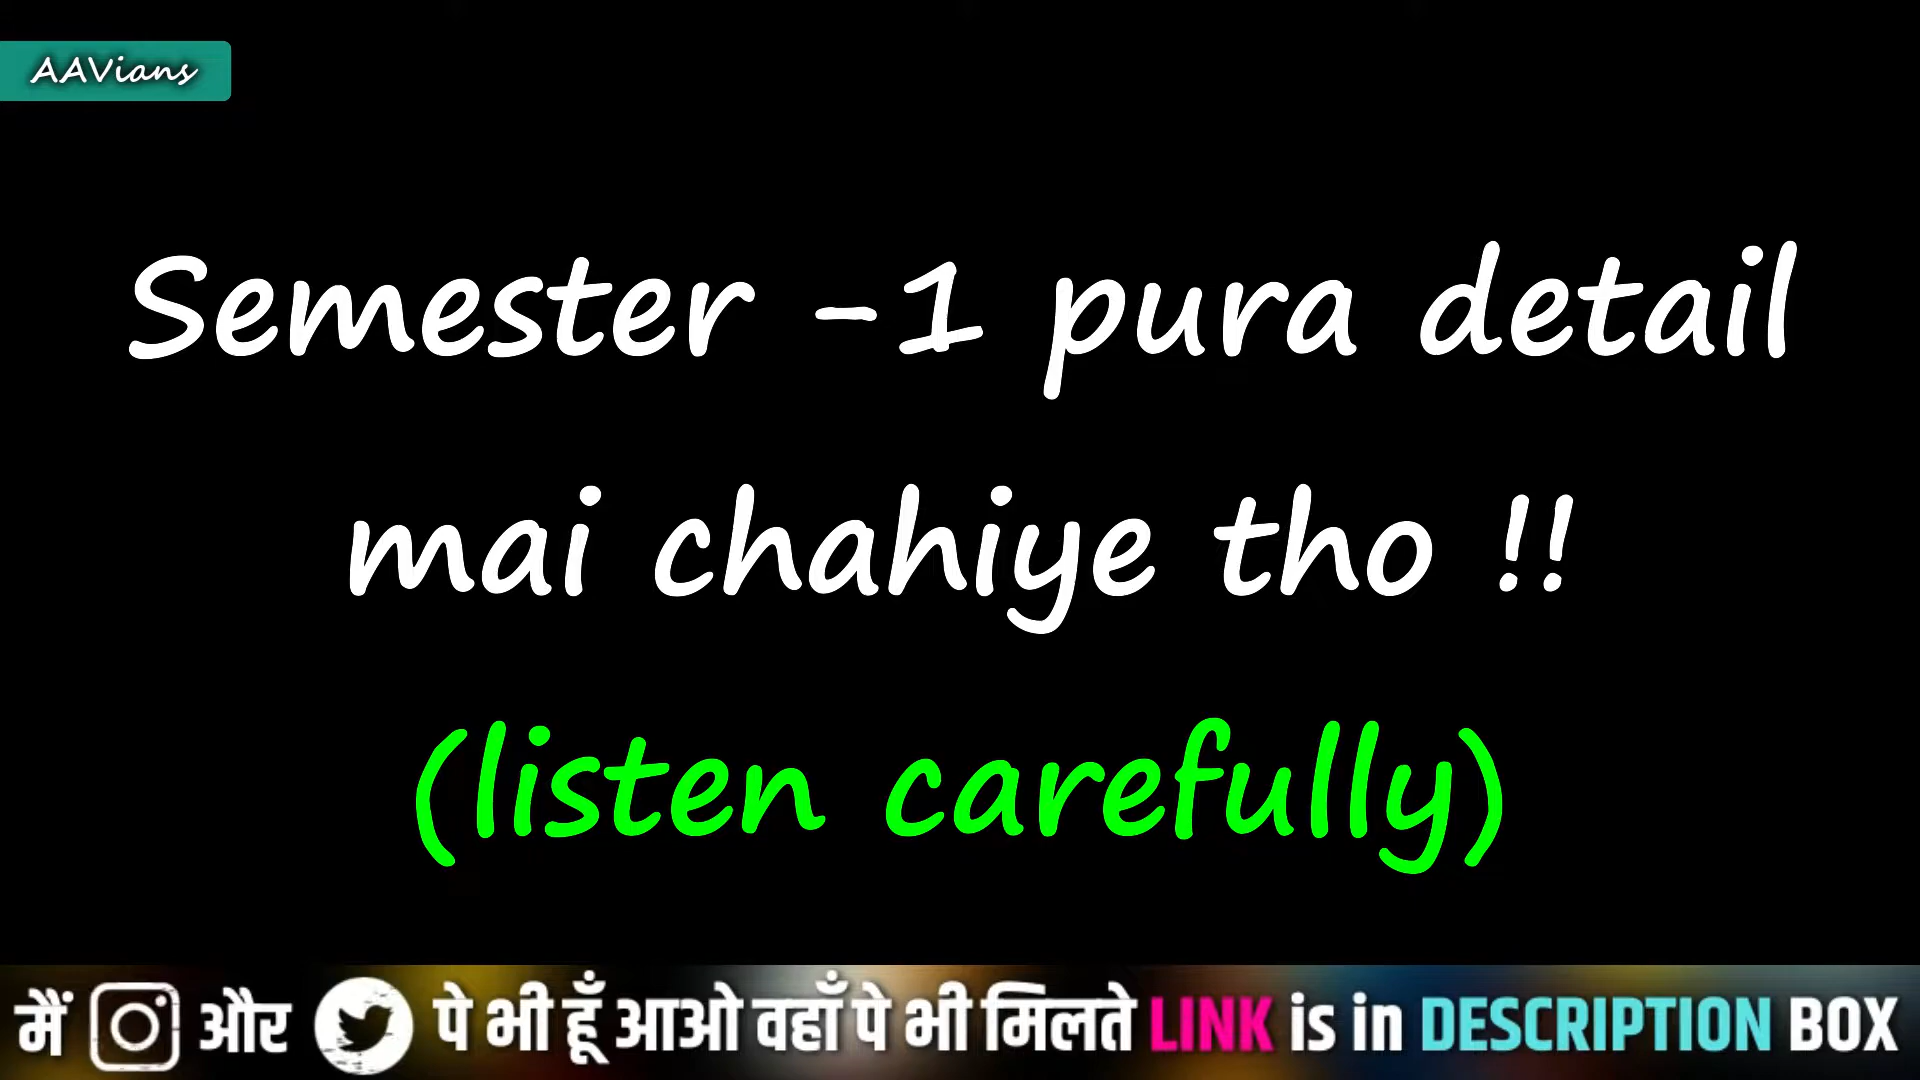 AAVians
Semester -1 pura detail
mai chahiye tho !!
(listen carefully)
मैं और पे भी हूँ आओ वहाँ पे भी मिलते LINK is in DESCRIPTION BOX